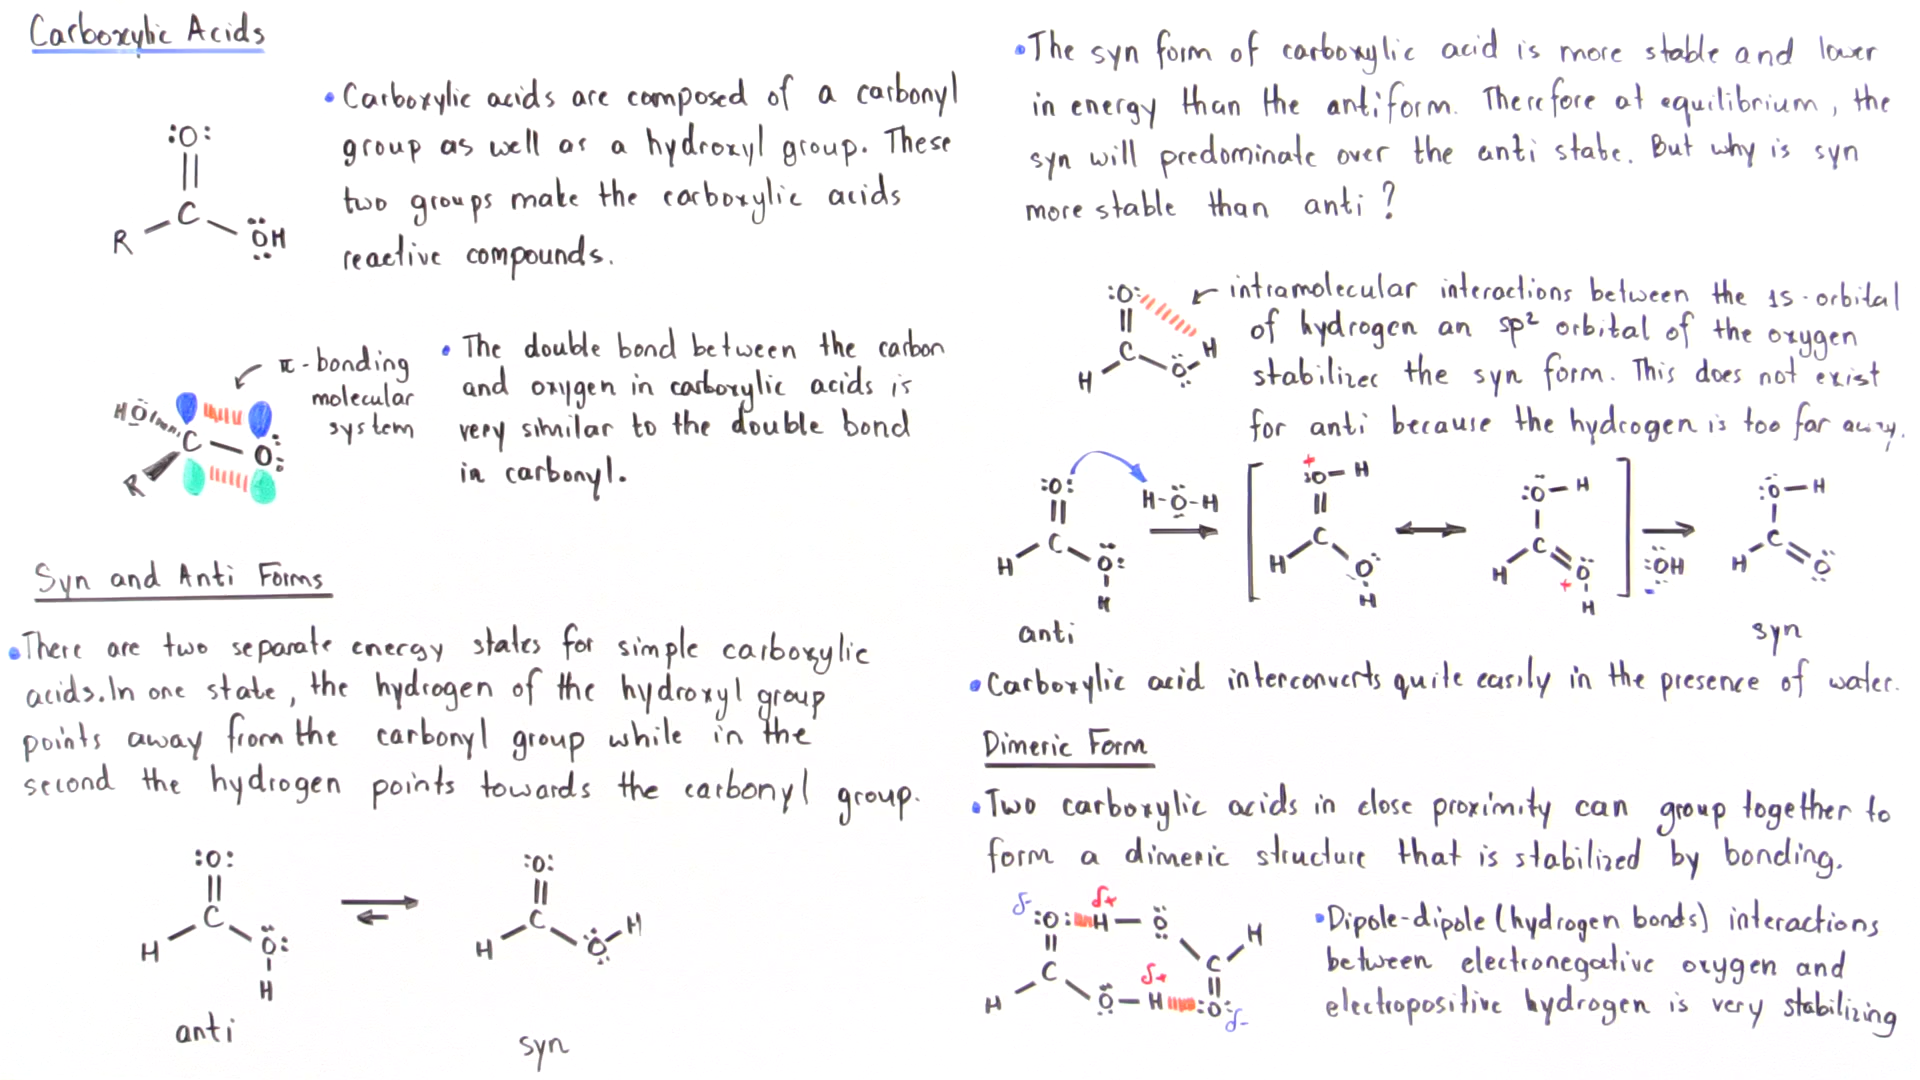 Carboxylic Acids
:O:
C
R
ÖH
• Carboxylic acids are composed of a carbonyl
group as well as a hydroxyl group. These
two groups make the carboxylic acids
reactive compounds.
π-bonding
molecular
system
HO
C
O:
R
• The double bond between the carbon
and oxygen in carboxylic acids is
very similar to the double bond
in carbonyl.
Syn and Anti Forms
• There are two separate energy states for simple carboxylic
acids. In one state, the hydrogen of the hydroxyl group
points away from the carbonyl group while in the
second the hydrogen points towards the carbonyl group.
:O: :O:
C C
H O: H O H
H
anti syn
• The syn form of carboxylic acid is more stable and lower
in energy than the antiform. Therefore at equilibrium, the
syn will predominate over the anti state. But why is syn
more stable than anti?
:O:
C H
H O
intramolecular interactions between the 1s-orbital
of hydrogen an sp² orbital of the oxygen
stabilizes the syn form. This does not exist
for anti because the hydrogen is too far away.
:O: H-O-H + :O-H :O-H :O-H
C C C C
H O: H O H O :OH H O
H H + H -
anti syn
• Carboxylic acid interconverts quite easily in the presence of water.
Dimeric Form
• Two carboxylic acids in close proximity can group together to
form a dimeric structure that is stabilized by bonding.
δ- δ+
:O: H-O H
C δ+ C
H O-H :O: δ-
• Dipole-dipole (hydrogen bonds) interactions
between electronegative oxygen and
electropositive hydrogen is very stabilizing